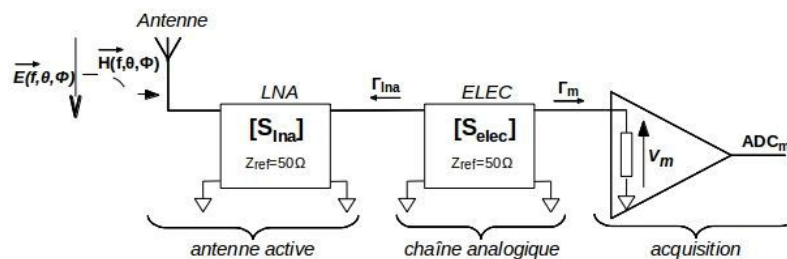 Antenne
E(f,θ,Φ)
H(f,θ,Φ)
LNA
[Slna]
Zref=50Ω
Γlna
ELEC
[Selec]
Zref=50Ω
Γm
Vm
ADCm
antenne active
chaîne analogique
acquisition